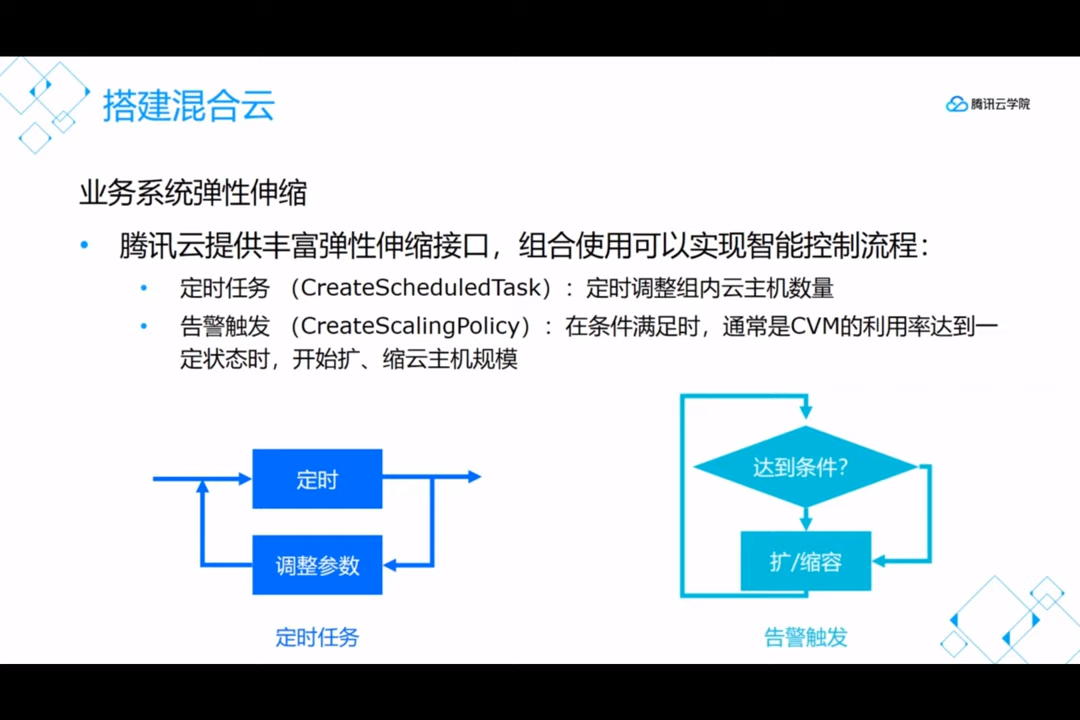 搭建混合云
腾讯云学院
业务系统弹性伸缩
• 腾讯云提供丰富弹性伸缩接口，组合使用可以实现智能控制流程：
• 定时任务 （CreateScheduledTask）：定时调整组内云主机数量
• 告警触发 （CreateScalingPolicy）：在条件满足时，通常是CVM的利用率达到一
定状态时，开始扩、缩云主机规模
定时
调整参数
定时任务
达到条件？
扩/缩容
告警触发